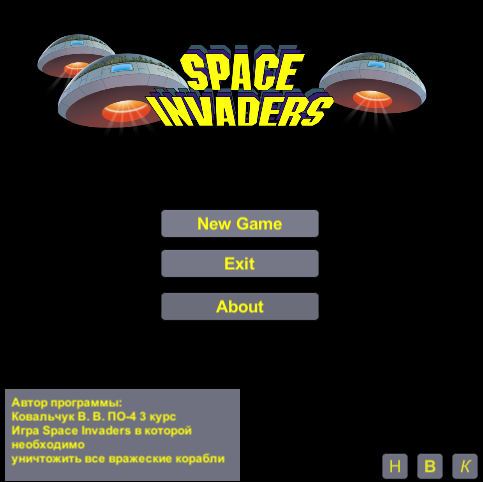 SPACE
INVADERS
New Game
Exit
About
Автор программы:
Ковальчук В. В. ПО-4 3 курс
Игра Space Invaders в которой
необходимо
уничтожить все вражеские корабли
Н В К